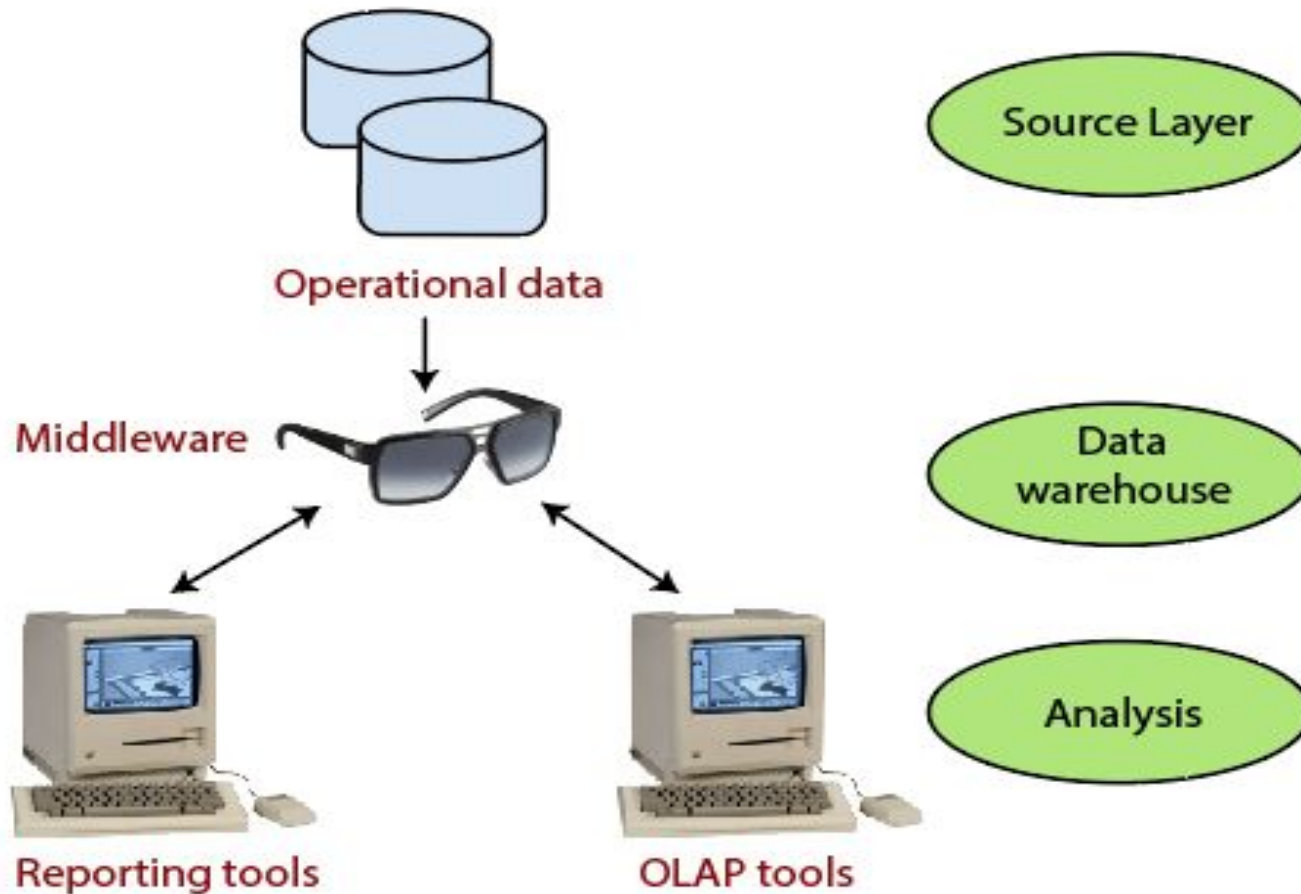 Source Layer
Operational data
Middleware
Data
warehouse
Analysis
Reporting tools
OLAP tools